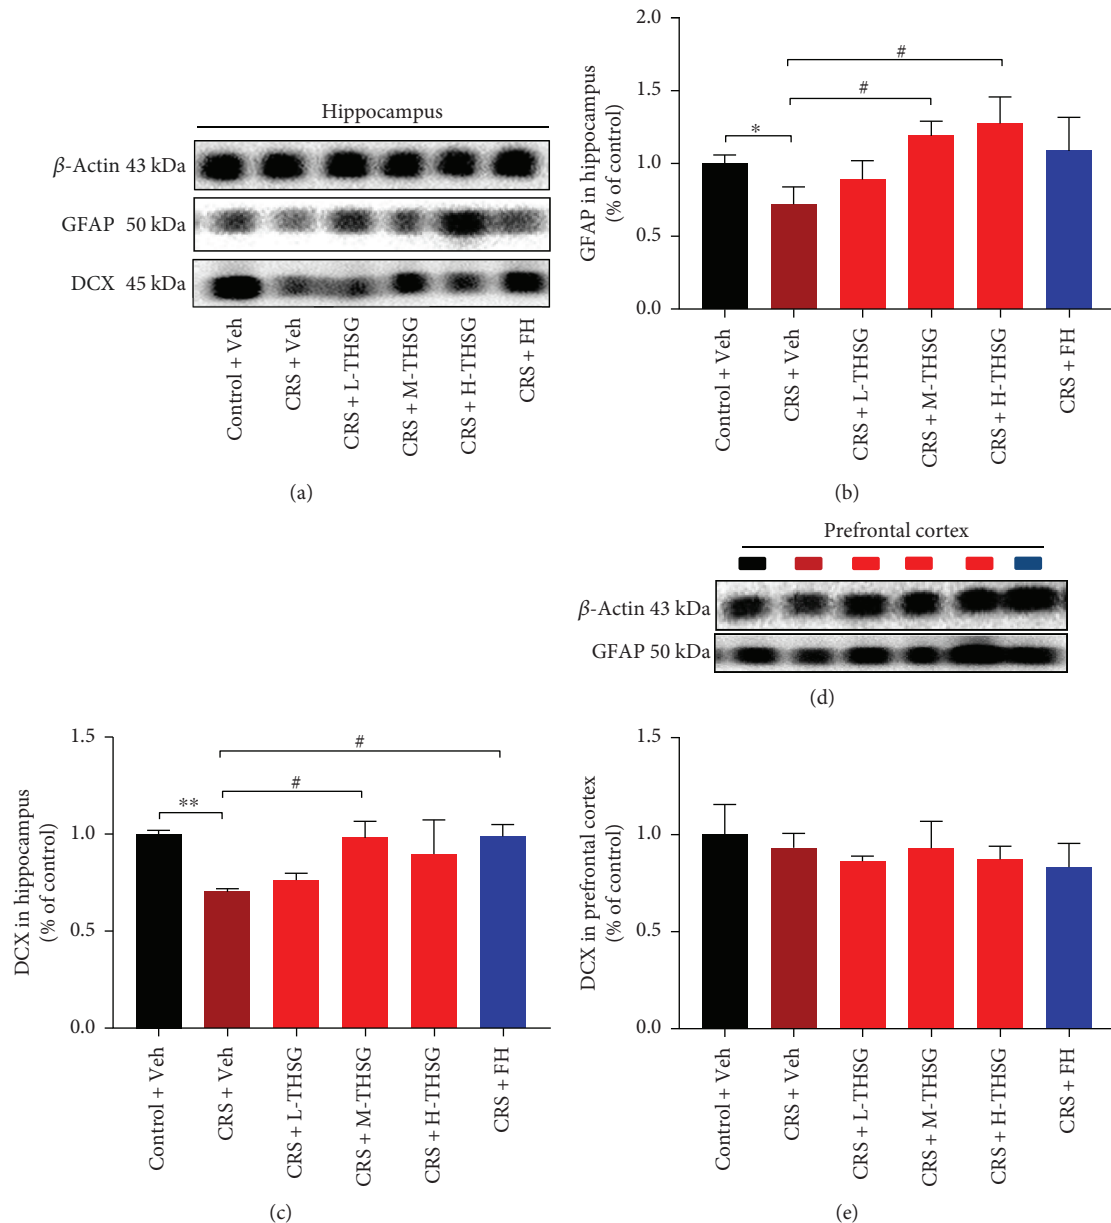 Hippocampus
β-Actin 43 kDa
GFAP 50 kDa
DCX 45 kDa
Control + Veh
CRS + Veh
CRS + L-THSG
CRS + M-THSG
CRS + H-THSG
CRS + FH
(a)
GFAP in hippocampus
(% of control)
2.0
1.5
1.0
0.5
0.0
*
#
#
Control + Veh
CRS + Veh
CRS + L-THSG
CRS + M-THSG
CRS + H-THSG
CRS + FH
(b)
Prefrontal cortex
β-Actin 43 kDa
GFAP 50 kDa
(d)
DCX in hippocampus
(% of control)
1.5
1.0
0.5
0.0
**
#
#
Control + Veh
CRS + Veh
CRS + L-THSG
CRS + M-THSG
CRS + H-THSG
CRS + FH
(c)
DCX in prefrontal cortex
(% of control)
1.5
1.0
0.5
0.0
Control + Veh
CRS + Veh
CRS + L-THSG
CRS + M-THSG
CRS + H-THSG
CRS + FH
(e)